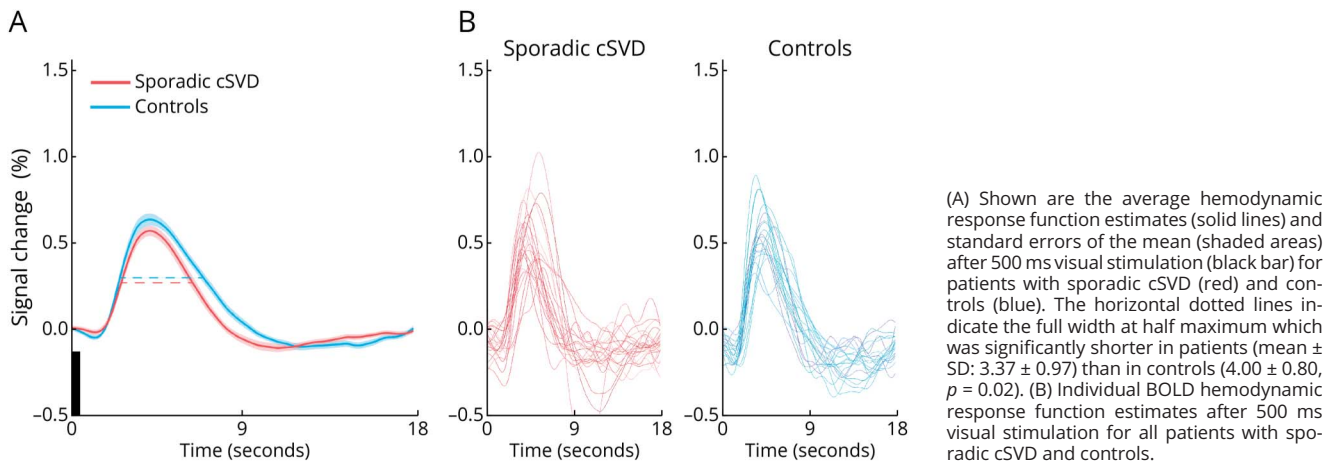 A
1.5
1.0
0.5
0.0
−0.5
Signal change (%)
Sporadic cSVD
Controls
0
9
18
Time (seconds)
B
Sporadic cSVD
1.5
1.0
0.5
0.0
−0.5
0
9
18
Time (seconds)
Controls
1.5
1.0
0.5
0.0
−0.5
0
9
18
Time (seconds)
(A) Shown are the average hemodynamic
response function estimates (solid lines) and
standard errors of the mean (shaded areas)
after 500 ms visual stimulation (black bar) for
patients with sporadic cSVD (red) and con-
trols (blue). The horizontal dotted lines in-
dicate the full width at half maximum which
was significantly shorter in patients (mean ±
SD: 3.37 ± 0.97) than in controls (4.00 ± 0.80,
p = 0.02). (B) Individual BOLD hemodynamic
response function estimates after 500 ms
visual stimulation for all patients with spo-
radic cSVD and controls.